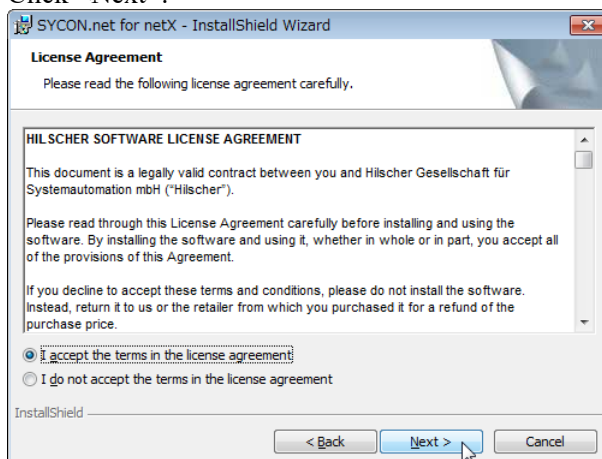 SYCON.net for netX - InstallShield Wizard
License Agreement
Please read the following license agreement carefully.
HILSCHER SOFTWARE LICENSE AGREEMENT
This document is a legally valid contract between you and Hilscher Gesellschaft für
Systemautomation mbH ("Hilscher").
Please read through this License Agreement carefully before installing and using the
software. By installing the software and using it, whether in whole or in part, you accept all
of the provisions of this Agreement.
If you decline to accept these terms and conditions, please do not install the software.
Instead, return it to us or the retailer from which you purchased it for a refund of the
purchase price.
I accept the terms in the license agreement
I do not accept the terms in the license agreement
InstallShield
< Back Next > Cancel